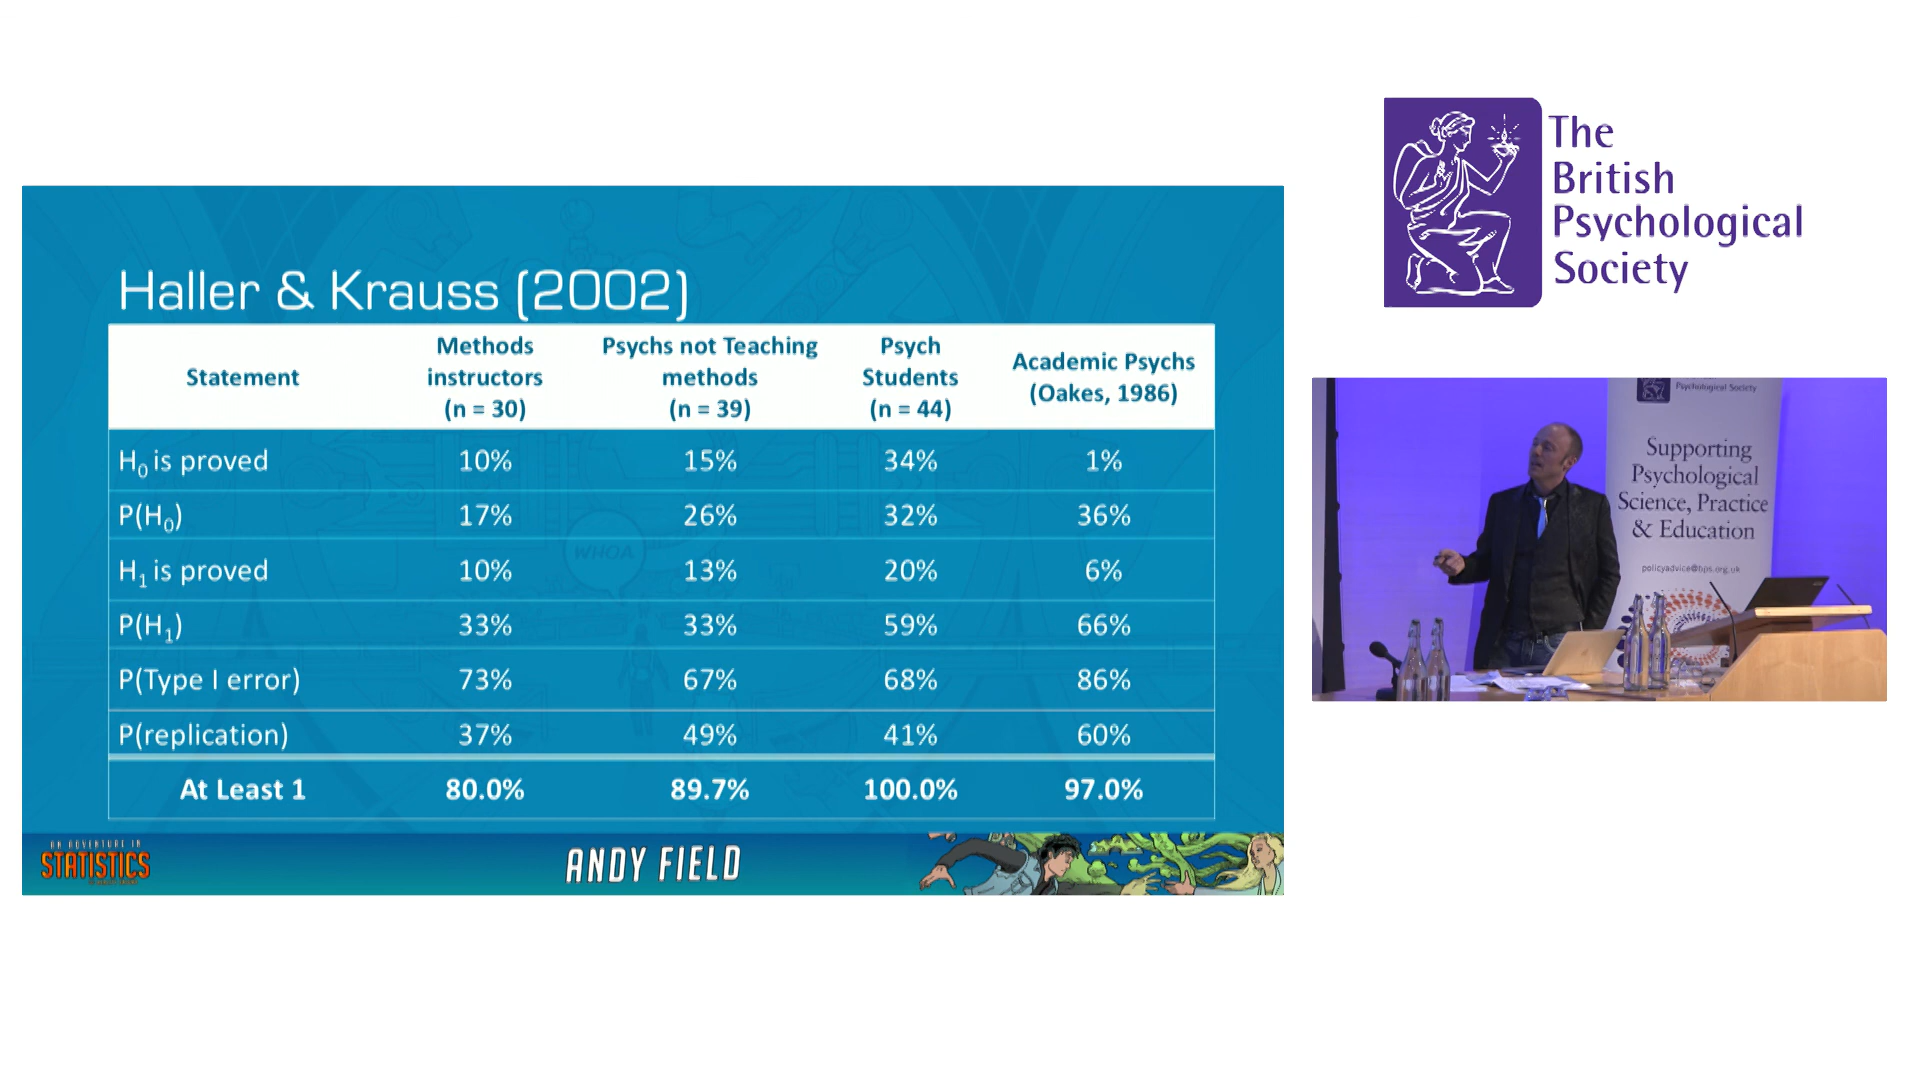 Haller & Krauss (2002)
Statement
Methods instructors (n = 30)
Psychs not Teaching methods (n = 39)
Psych Students (n = 44)
Academic Psychs (Oakes, 1986)
H0 is proved 10% 15% 34% 1%
P(H0) 17% 26% 32% 36%
H1 is proved 10% 13% 20% 6%
P(H1) 33% 33% 59% 66%
P(Type I error) 73% 67% 68% 86%
P(replication) 37% 49% 41% 60%
At Least 1 80.0% 89.7% 100.0% 97.0%
WHOA
AN ADVENTURE IN
STATISTICS
ANDY FIELD
The
British
Psychological
Society
Psychological Society
Supporting
Psychological
Science, Practice
& Education
policyadvice@bps.org.uk